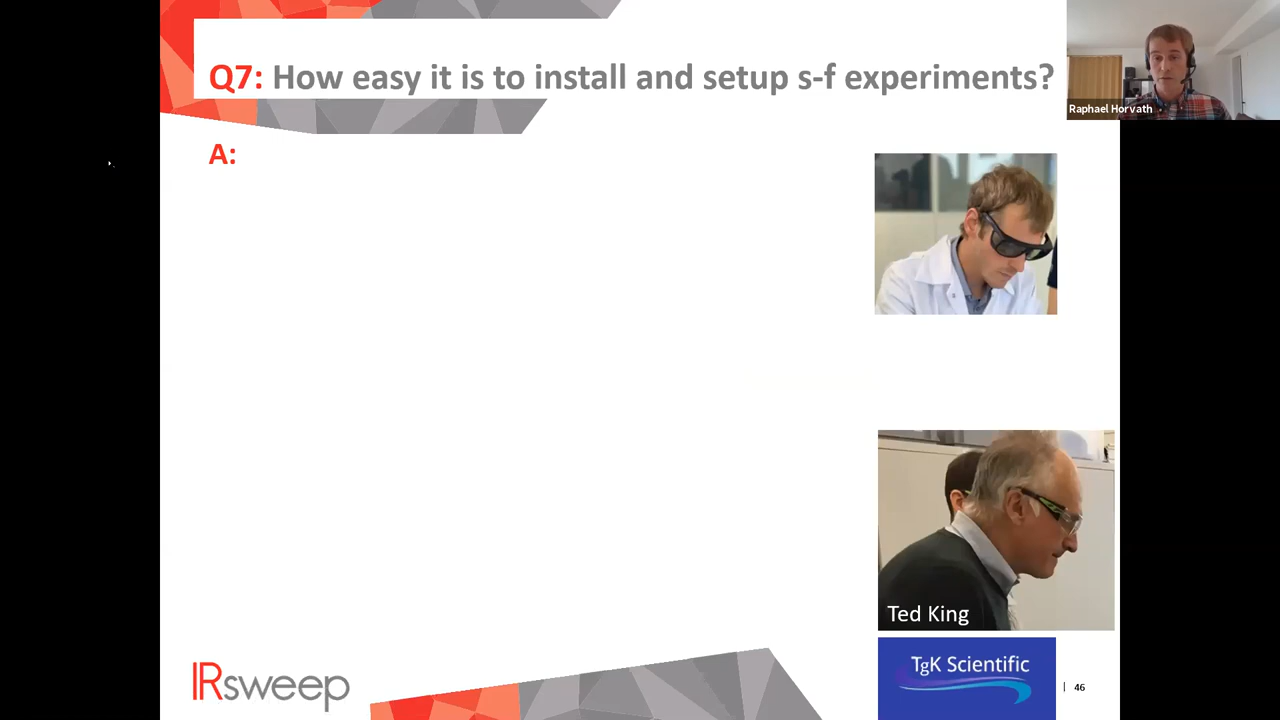 Q7: How easy it is to install and setup s-f experiments?
Raphael Horvath
A:
Ted King
IRsweep
TgK Scientific
| 46